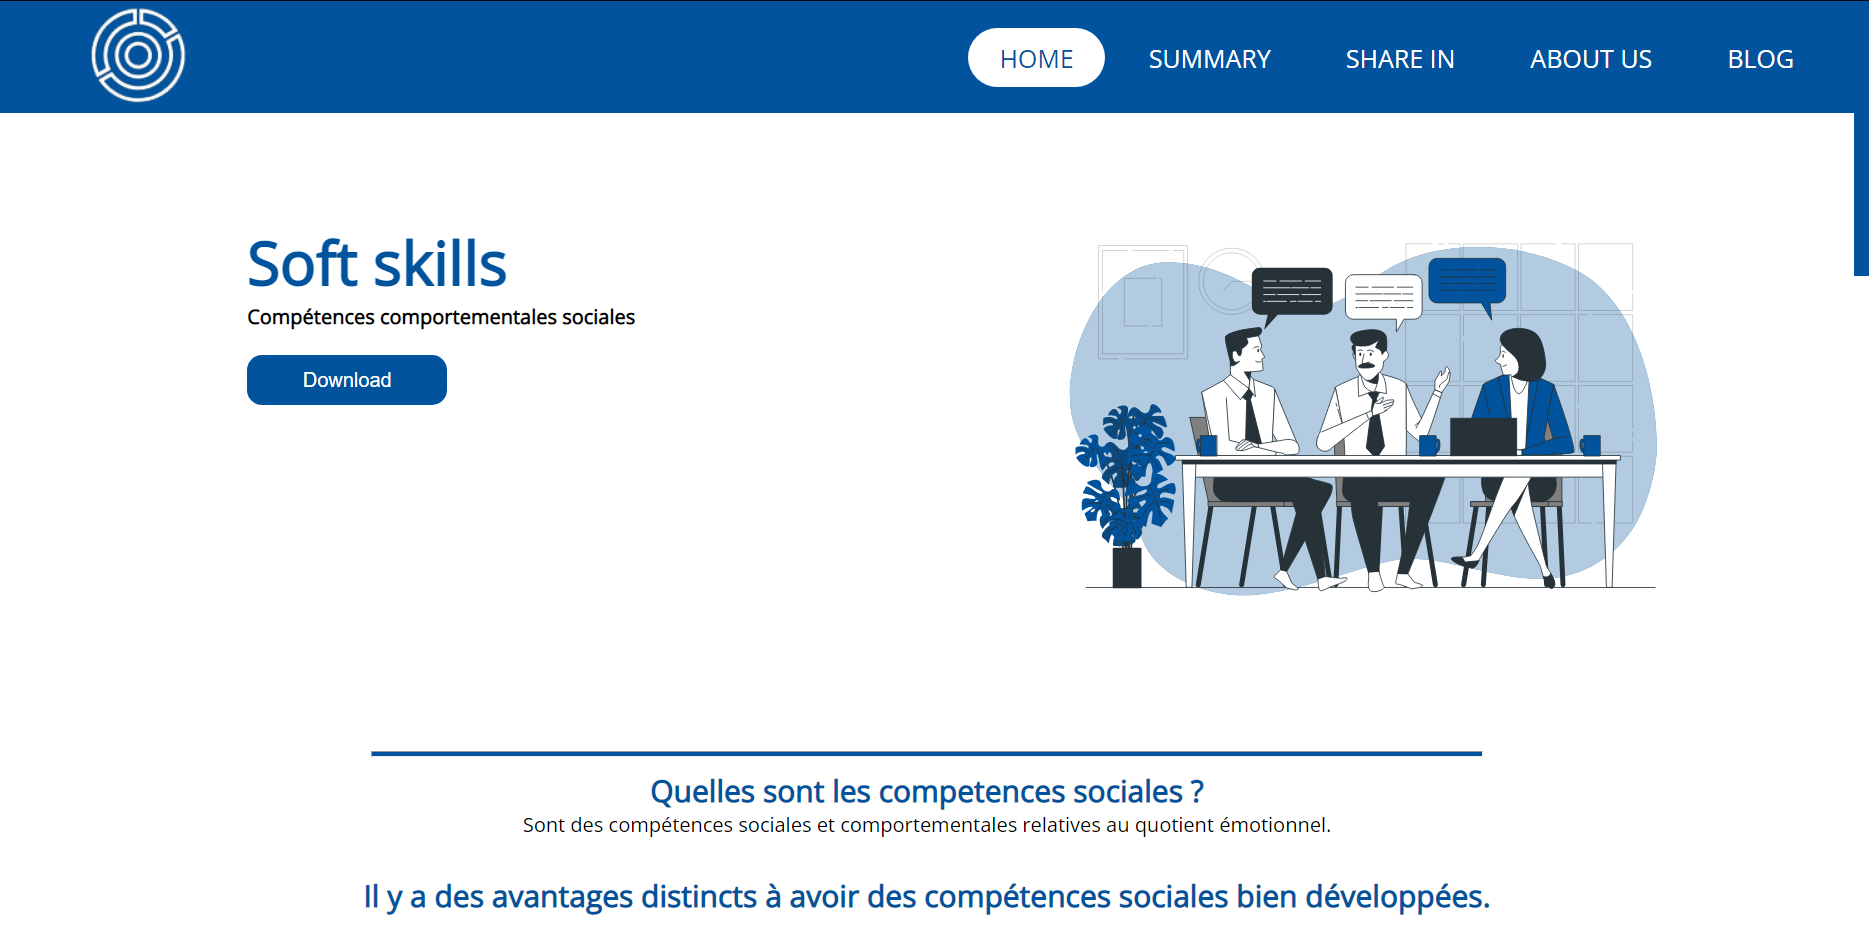 HOME SUMMARY SHARE IN ABOUT US BLOG
Soft skills
Compétences comportementales sociales
Download
Quelles sont les competences sociales ?
Sont des compétences sociales et comportementales relatives au quotient émotionnel.
Il y a des avantages distincts à avoir des compétences sociales bien développées.